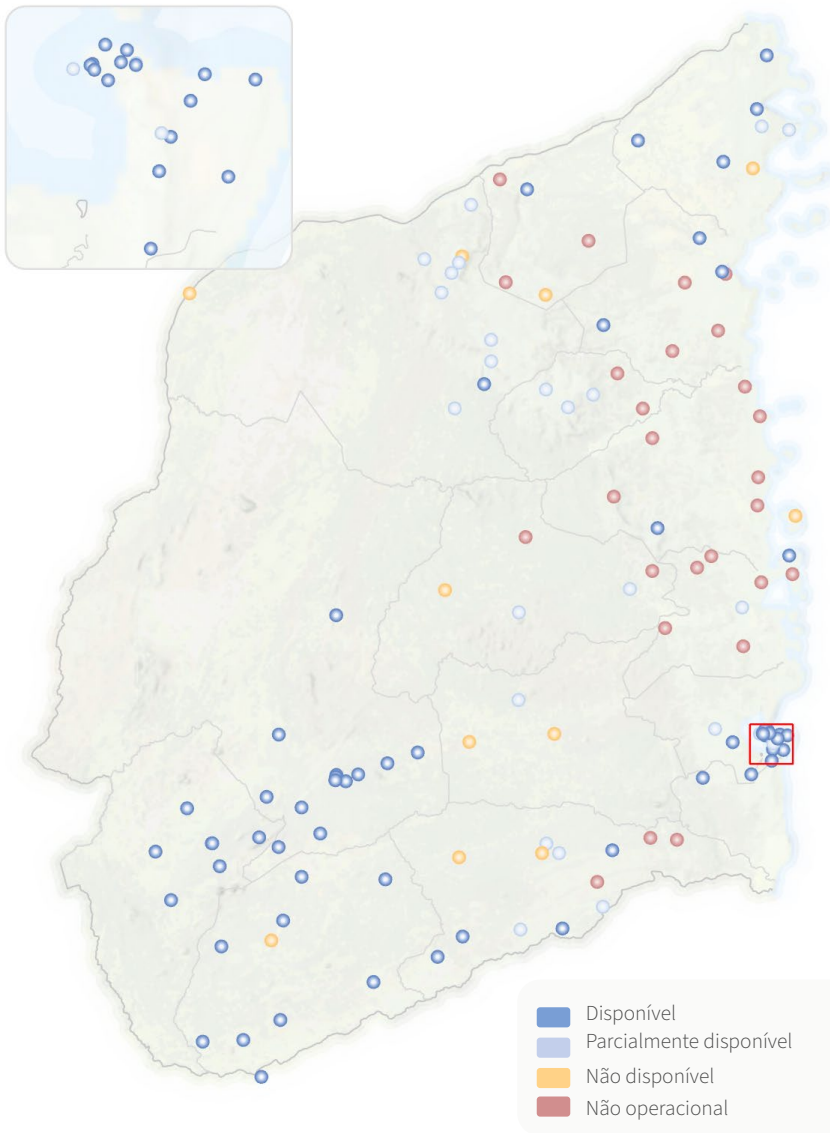 Disponível
Parcialmente disponível
Não disponível
Não operacional